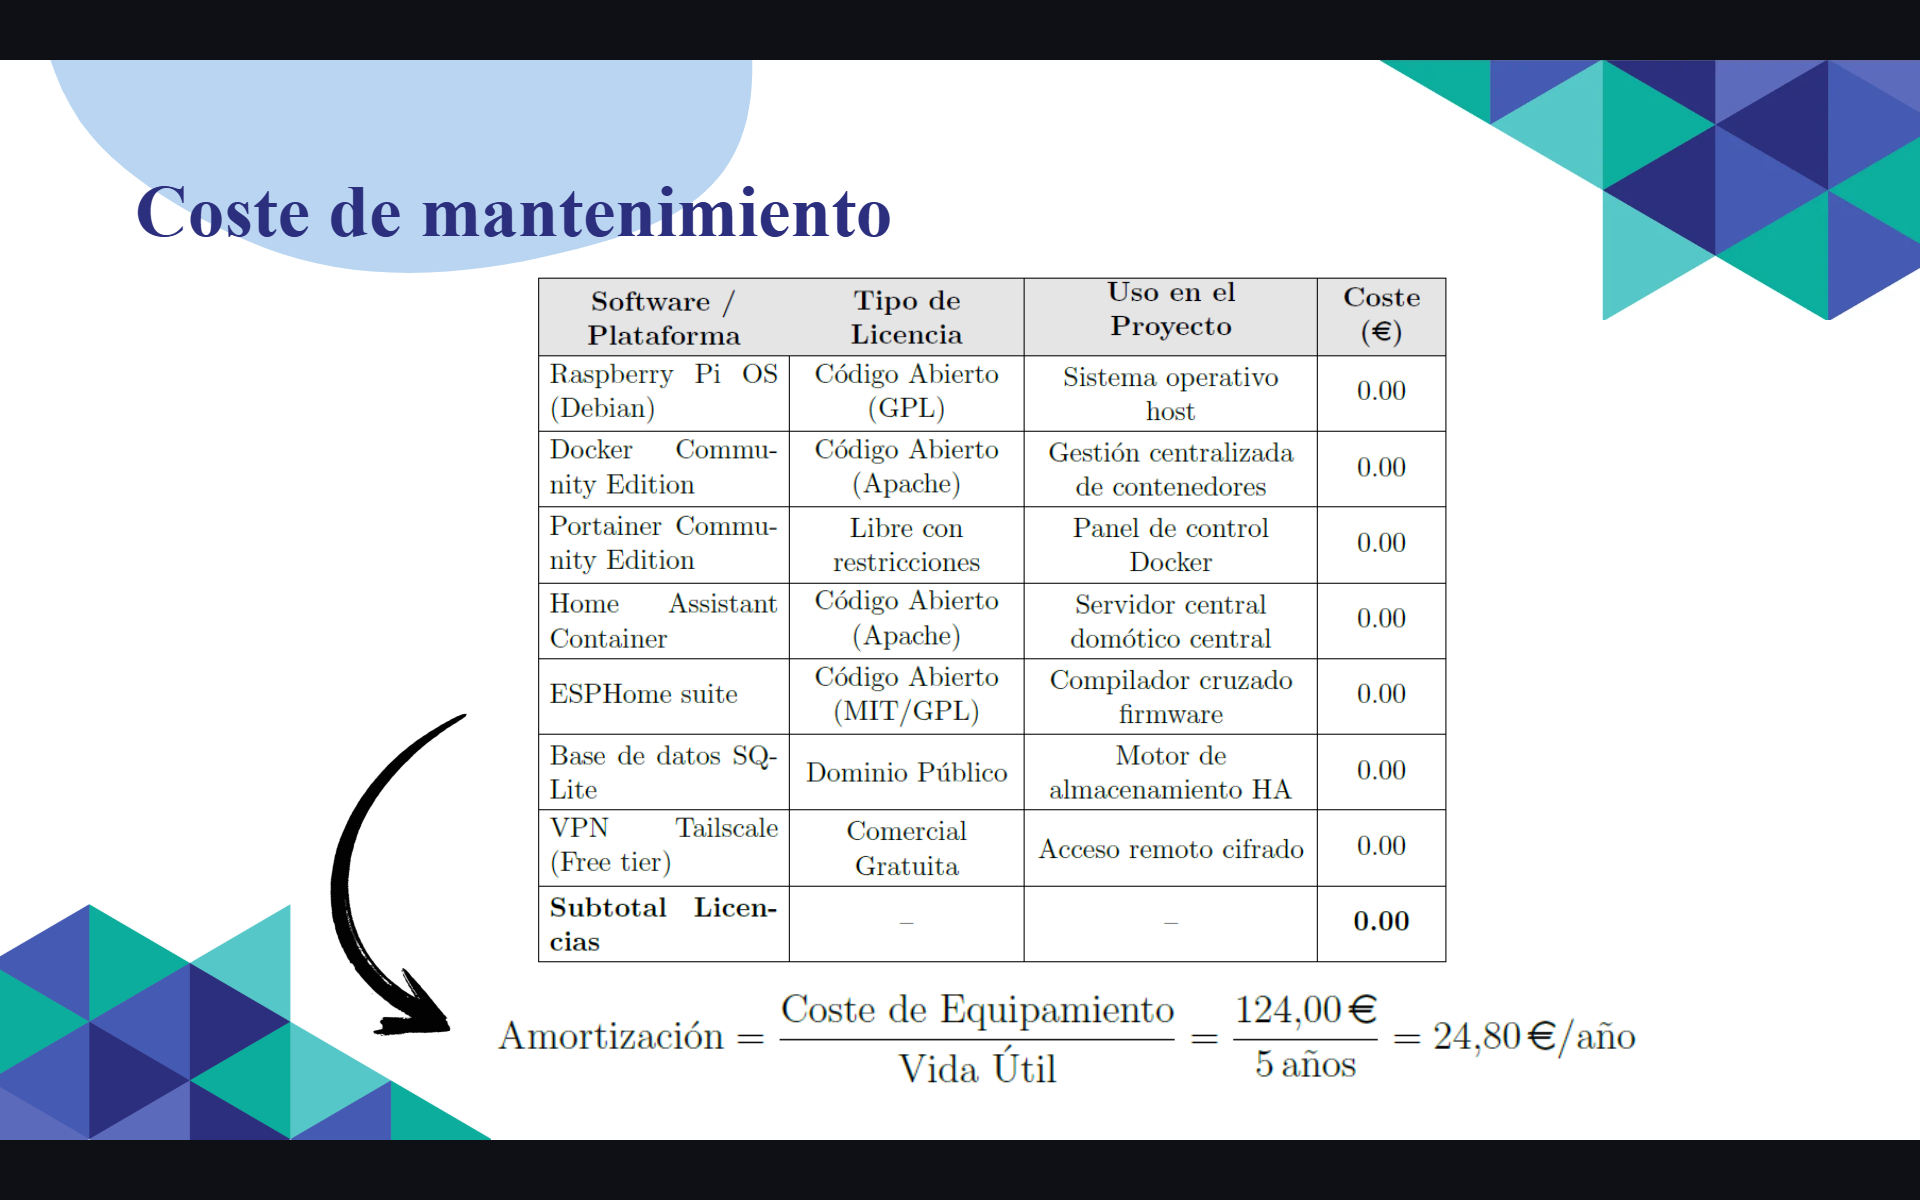 Coste de mantenimiento
Software /
Plataforma
Tipo de
Licencia
Uso en el
Proyecto
Coste
(€)
Raspberry Pi OS
(Debian)
Código Abierto
(GPL)
Sistema operativo
host
0.00
Docker Commu-
nity Edition
Código Abierto
(Apache)
Gestión centralizada
de contenedores
0.00
Portainer Commu-
nity Edition
Libre con
restricciones
Panel de control
Docker
0.00
Home Assistant
Container
Código Abierto
(Apache)
Servidor central
domótico central
0.00
ESPHome suite
Código Abierto
(MIT/GPL)
Compilador cruzado
firmware
0.00
Base de datos SQ-
Lite
Dominio Público
Motor de
almacenamiento HA
0.00
VPN Tailscale
(Free tier)
Comercial
Gratuita
Acceso remoto cifrado
0.00
Subtotal Licen-
cias
–
–
0.00
Amortización = Coste de Equipamiento / Vida Útil = 124,00 € / 5 años = 24,80 €/año